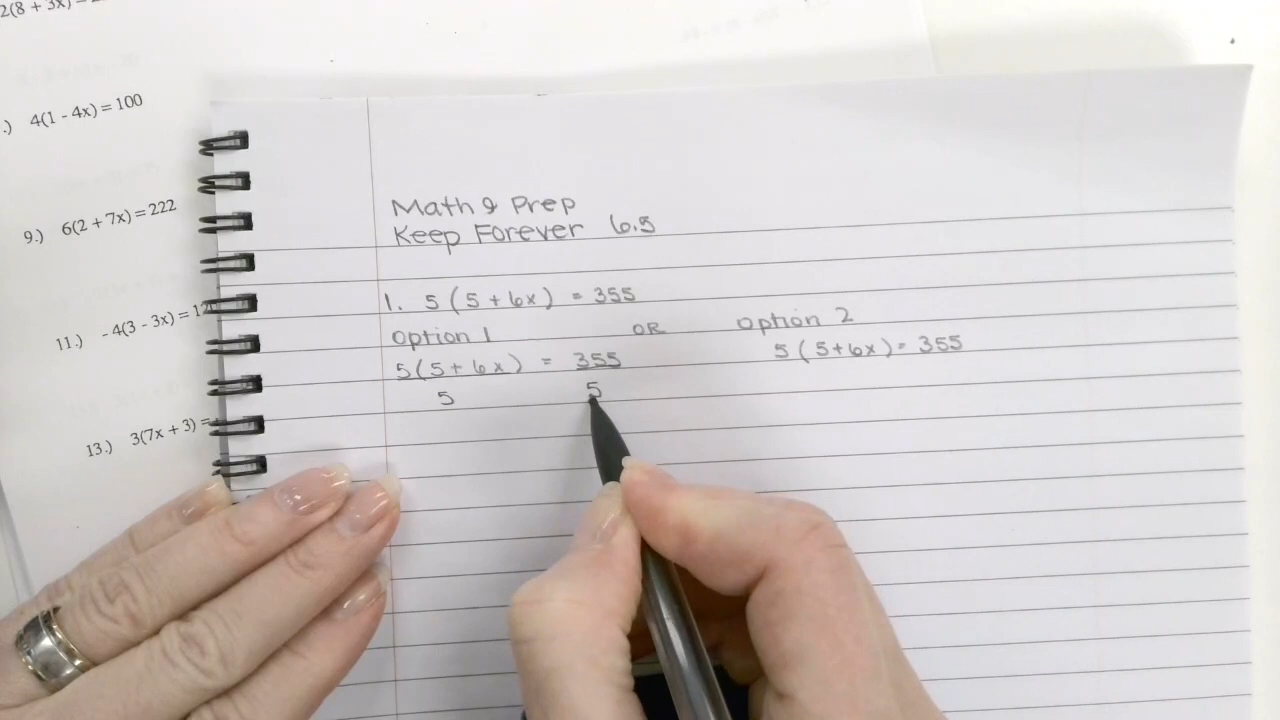 2(8 + 3x) =
.) 4(1 - 4x) = 100
9.) 6(2 + 7x) = 222
11.) -4(3 - 3x) = 12
13.) 3(7x + 3) =
Math 9 Prep
Keep Forever 6.5
1. 5(5 + 6x) = 355
Option 1 OR Option 2
5(5 + 6x) = 355 5(5+6x) = 355
5 5